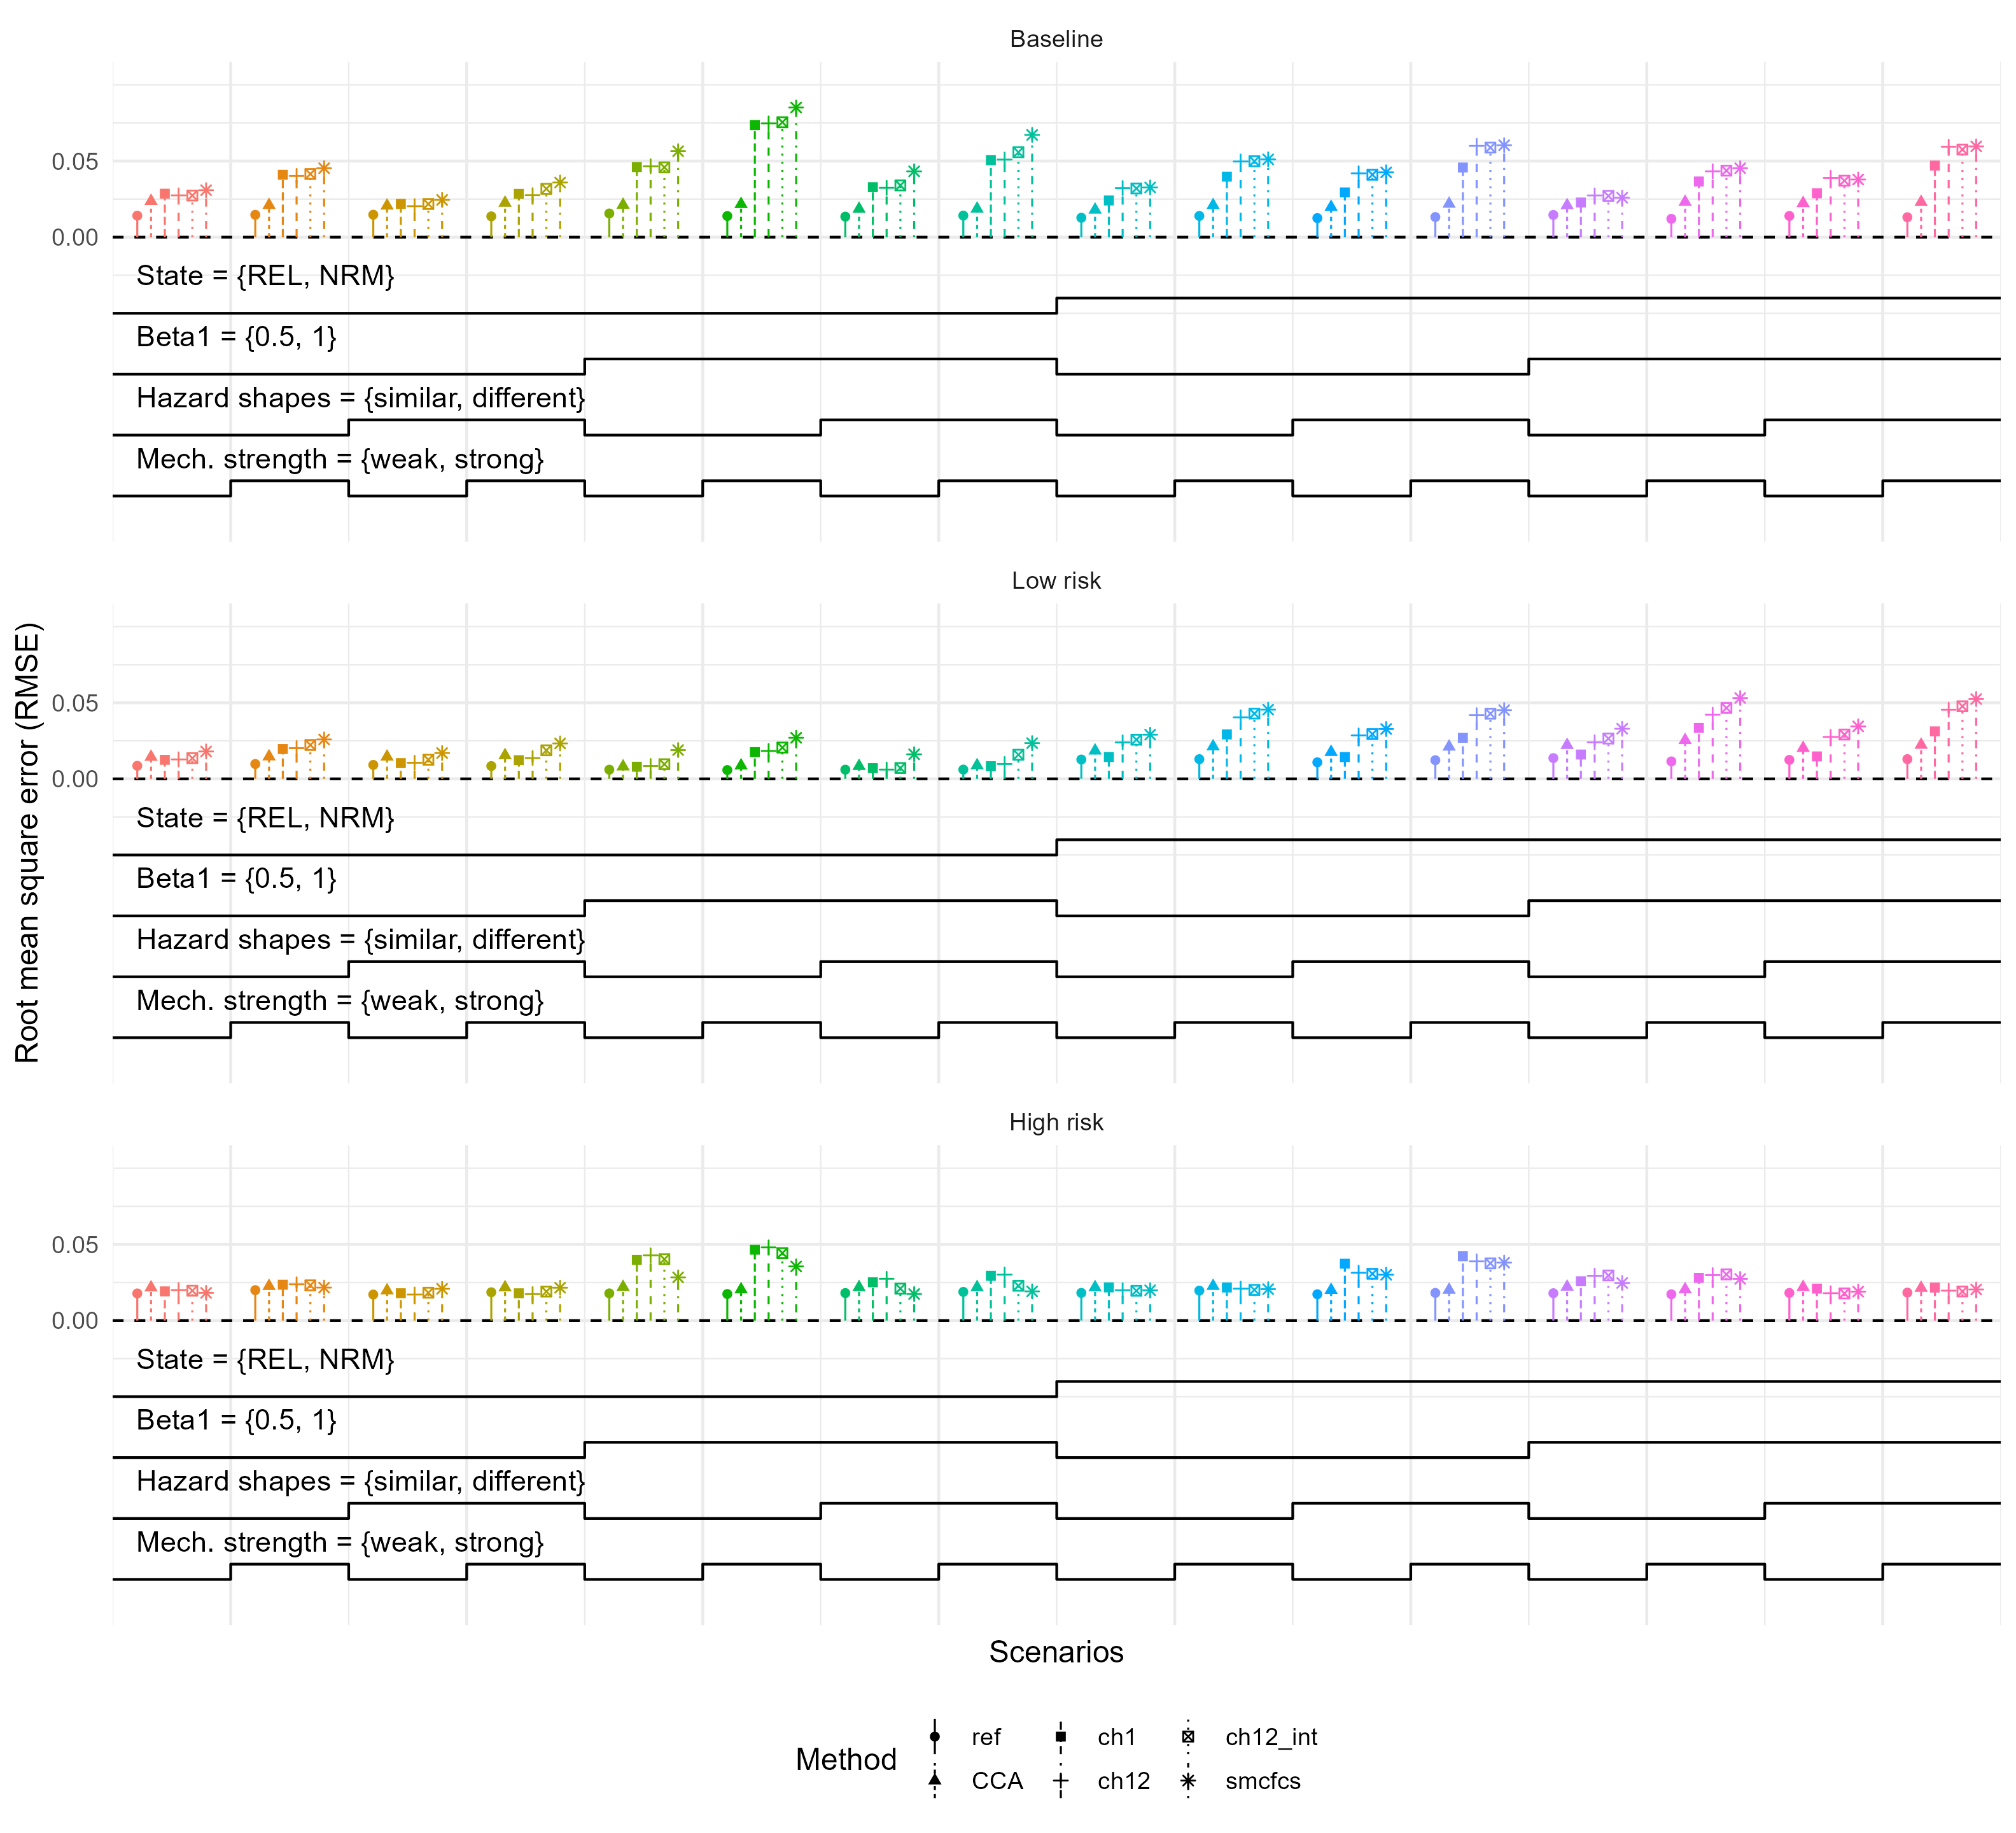 Baseline
0.05
0.00
State = {REL, NRM}
Beta1 = {0.5, 1}
Hazard shapes = {similar, different}
Mech. strength = {weak, strong}
Root mean square error (RMSE)
Low risk
0.05
0.00
State = {REL, NRM}
Beta1 = {0.5, 1}
Hazard shapes = {similar, different}
Mech. strength = {weak, strong}
High risk
0.05
0.00
State = {REL, NRM}
Beta1 = {0.5, 1}
Hazard shapes = {similar, different}
Mech. strength = {weak, strong}
Scenarios
Method
ref
CCA
ch1
ch12
ch12_int
smcfcs